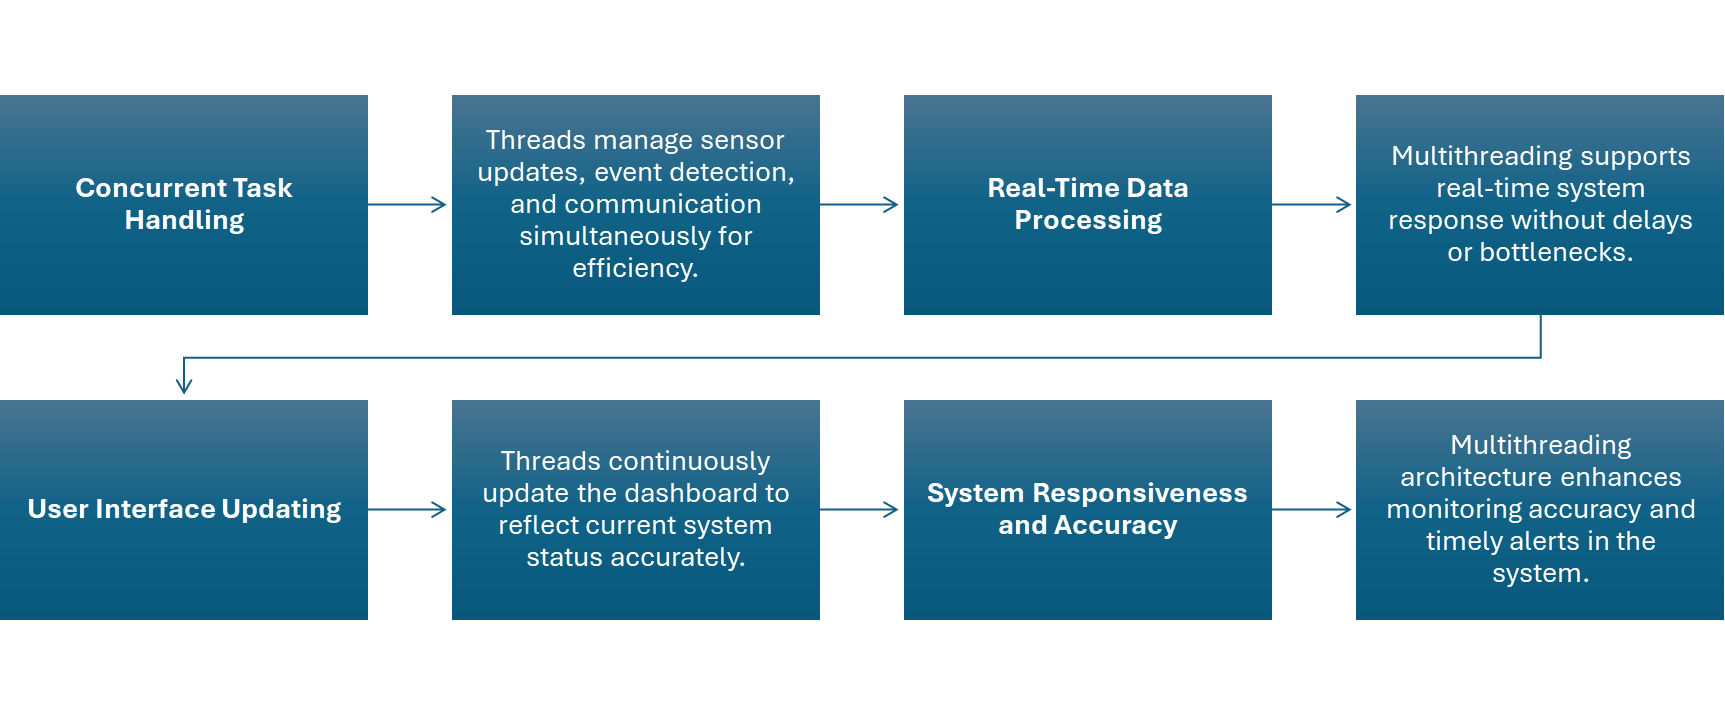 Concurrent Task
Handling
Threads manage sensor
updates, event detection,
and communication
simultaneously for
efficiency.
Real-Time Data
Processing
Multithreading supports
real-time system
response without delays
or bottlenecks.
User Interface Updating
Threads continuously
update the dashboard to
reflect current system
status accurately.
System Responsiveness
and Accuracy
Multithreading
architecture enhances
monitoring accuracy and
timely alerts in the
system.